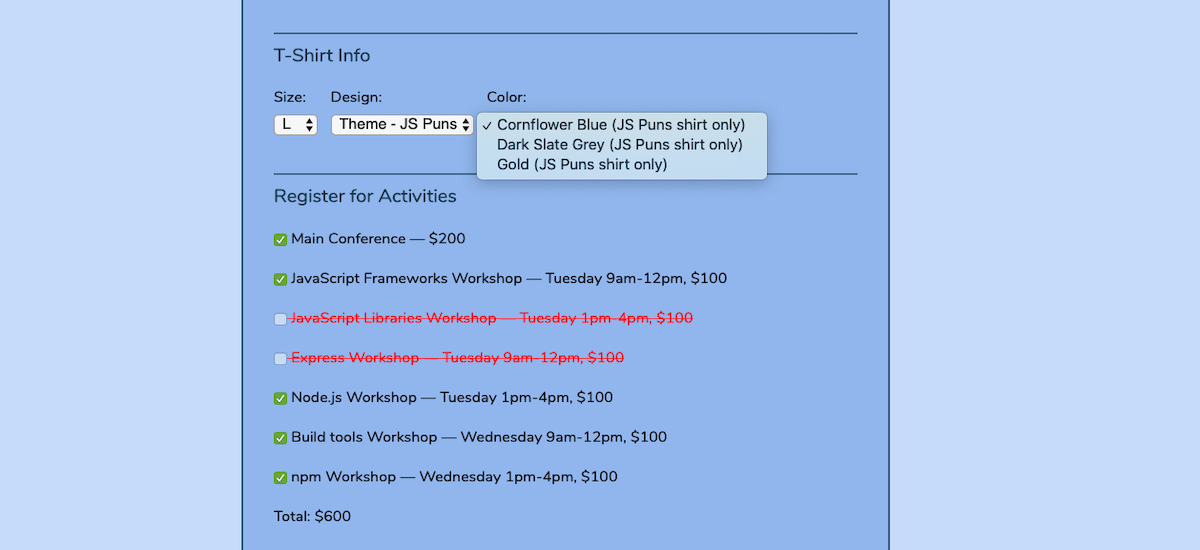 T-Shirt Info
Size: Design: Color:
L Theme - JS Puns ✓ Cornflower Blue (JS Puns shirt only)
Dark Slate Grey (JS Puns shirt only)
Gold (JS Puns shirt only)
Register for Activities
Main Conference — $200
JavaScript Frameworks Workshop — Tuesday 9am-12pm, $100
JavaScript Libraries Workshop — Tuesday 1pm-4pm, $100
Express Workshop — Tuesday 9am-12pm, $100
Node.js Workshop — Tuesday 1pm-4pm, $100
Build tools Workshop — Wednesday 9am-12pm, $100
npm Workshop — Wednesday 1pm-4pm, $100
Total: $600